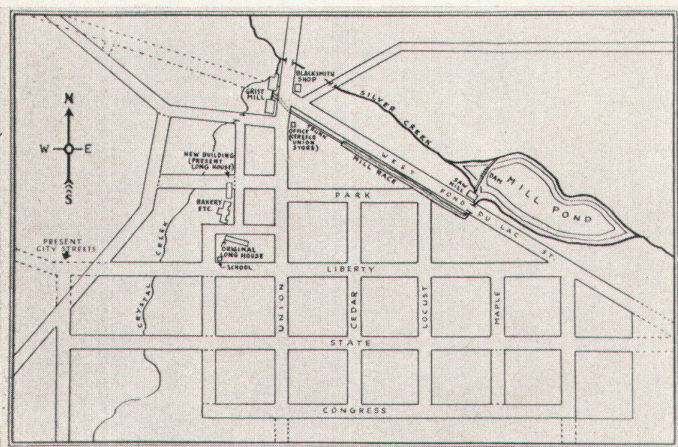 BLACKSMITH
SHOP
GRIST
MILL
SILVER CREEK
N
W E
S
OFFICE
(CERESCO
UNION
STORE)
TRUNK
MILL RACE
WEST FOND DU LAC ST.
SAW
MILL
DAM
MILL POND
NEW BUILDING
(PRESENT
LONG HOUSE)
BAKERY
ETC.
PARK
PRESENT
CITY STREETS
ORIGINAL
LONG HOUSE
SCHOOL
LIBERTY
CRYSTAL CREEK
UNION
CEDAR
LOCUST
MAPLE
STATE
CONGRESS